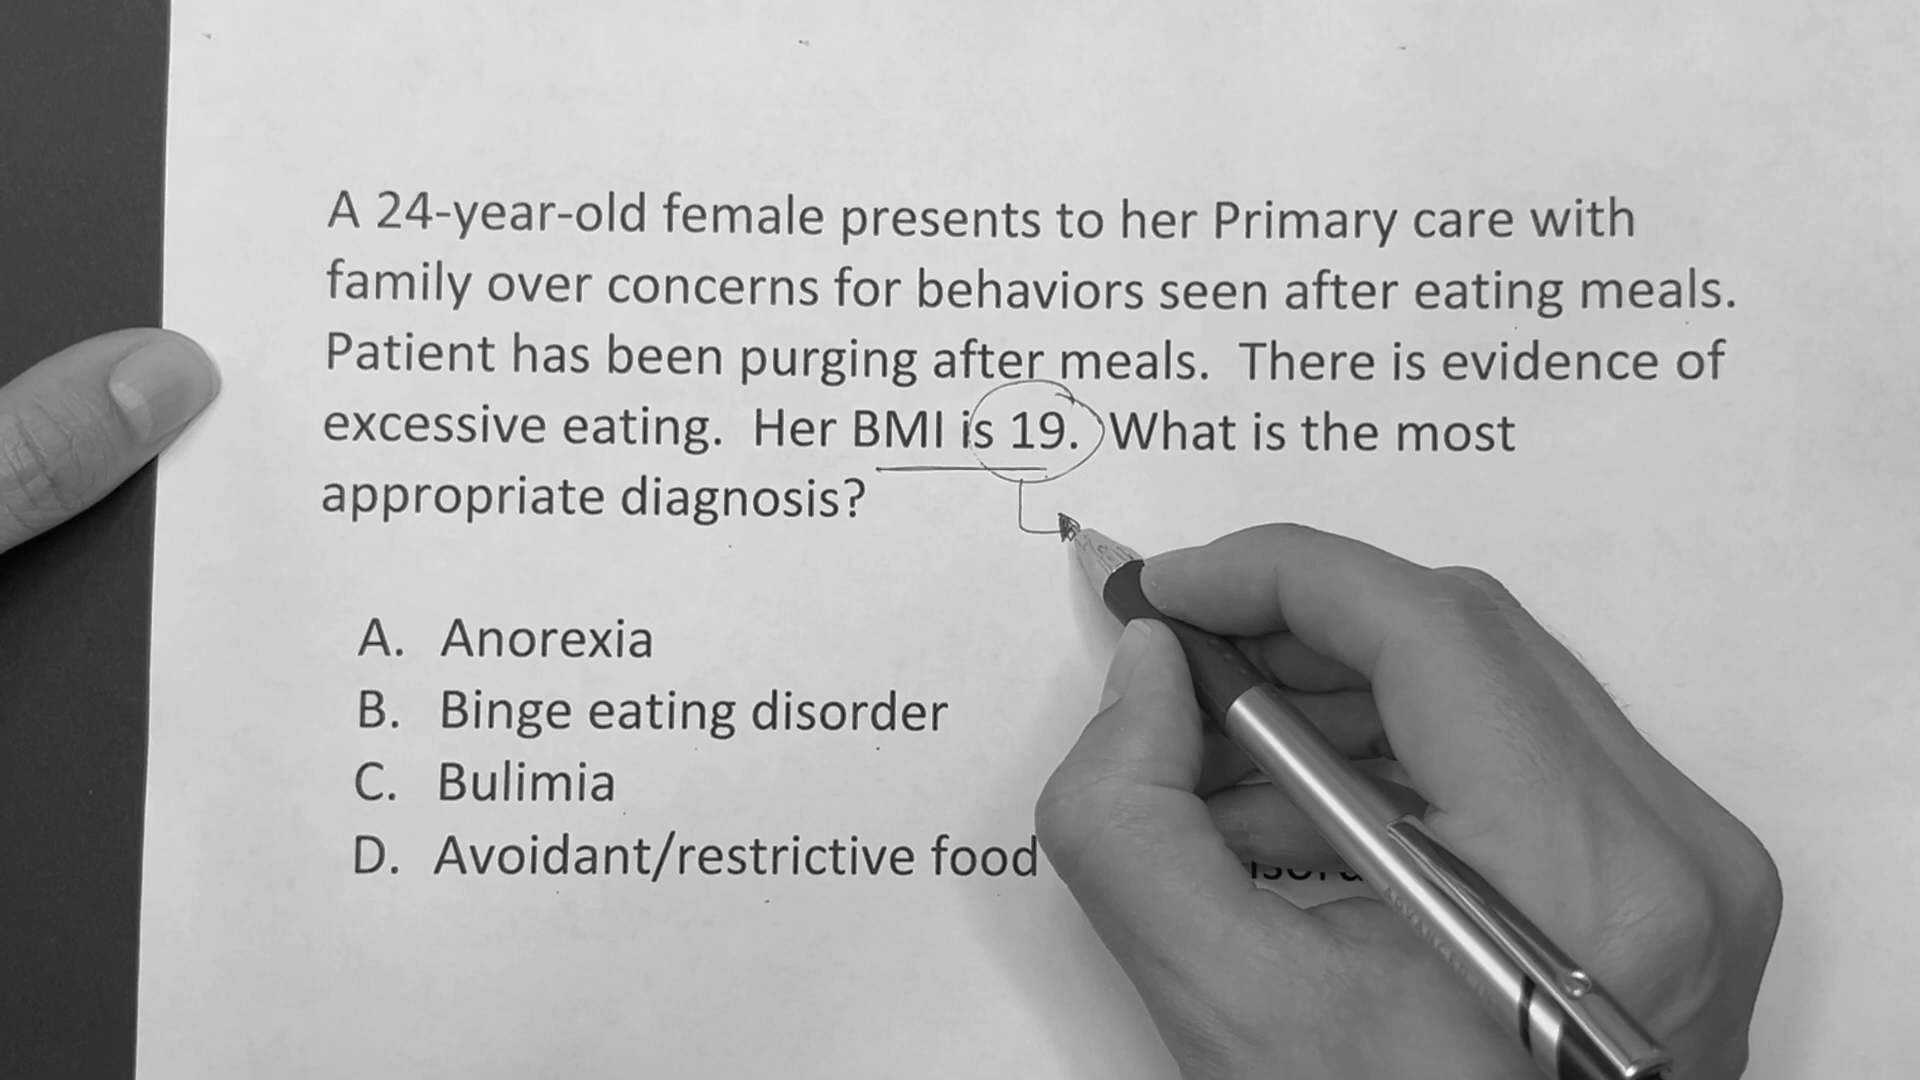 A 24-year-old female presents to her Primary care with
family over concerns for behaviors seen after eating meals.
Patient has been purging after meals. There is evidence of
excessive eating. Her BMI is 19. What is the most
appropriate diagnosis?
A. Anorexia
B. Binge eating disorder
C. Bulimia
D. Avoidant/restrictive food